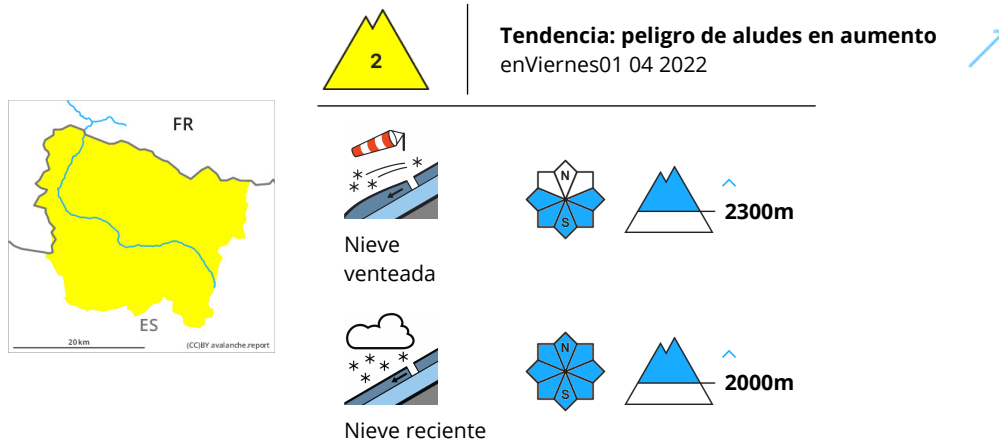 2
Tendencia: peligro de aludes en aumento
enViernes01 04 2022
FR
ES
20 km
(CC)BY avalanche.report
N
S
2300m
Nieve
venteada
N
S
2000m
Nieve reciente